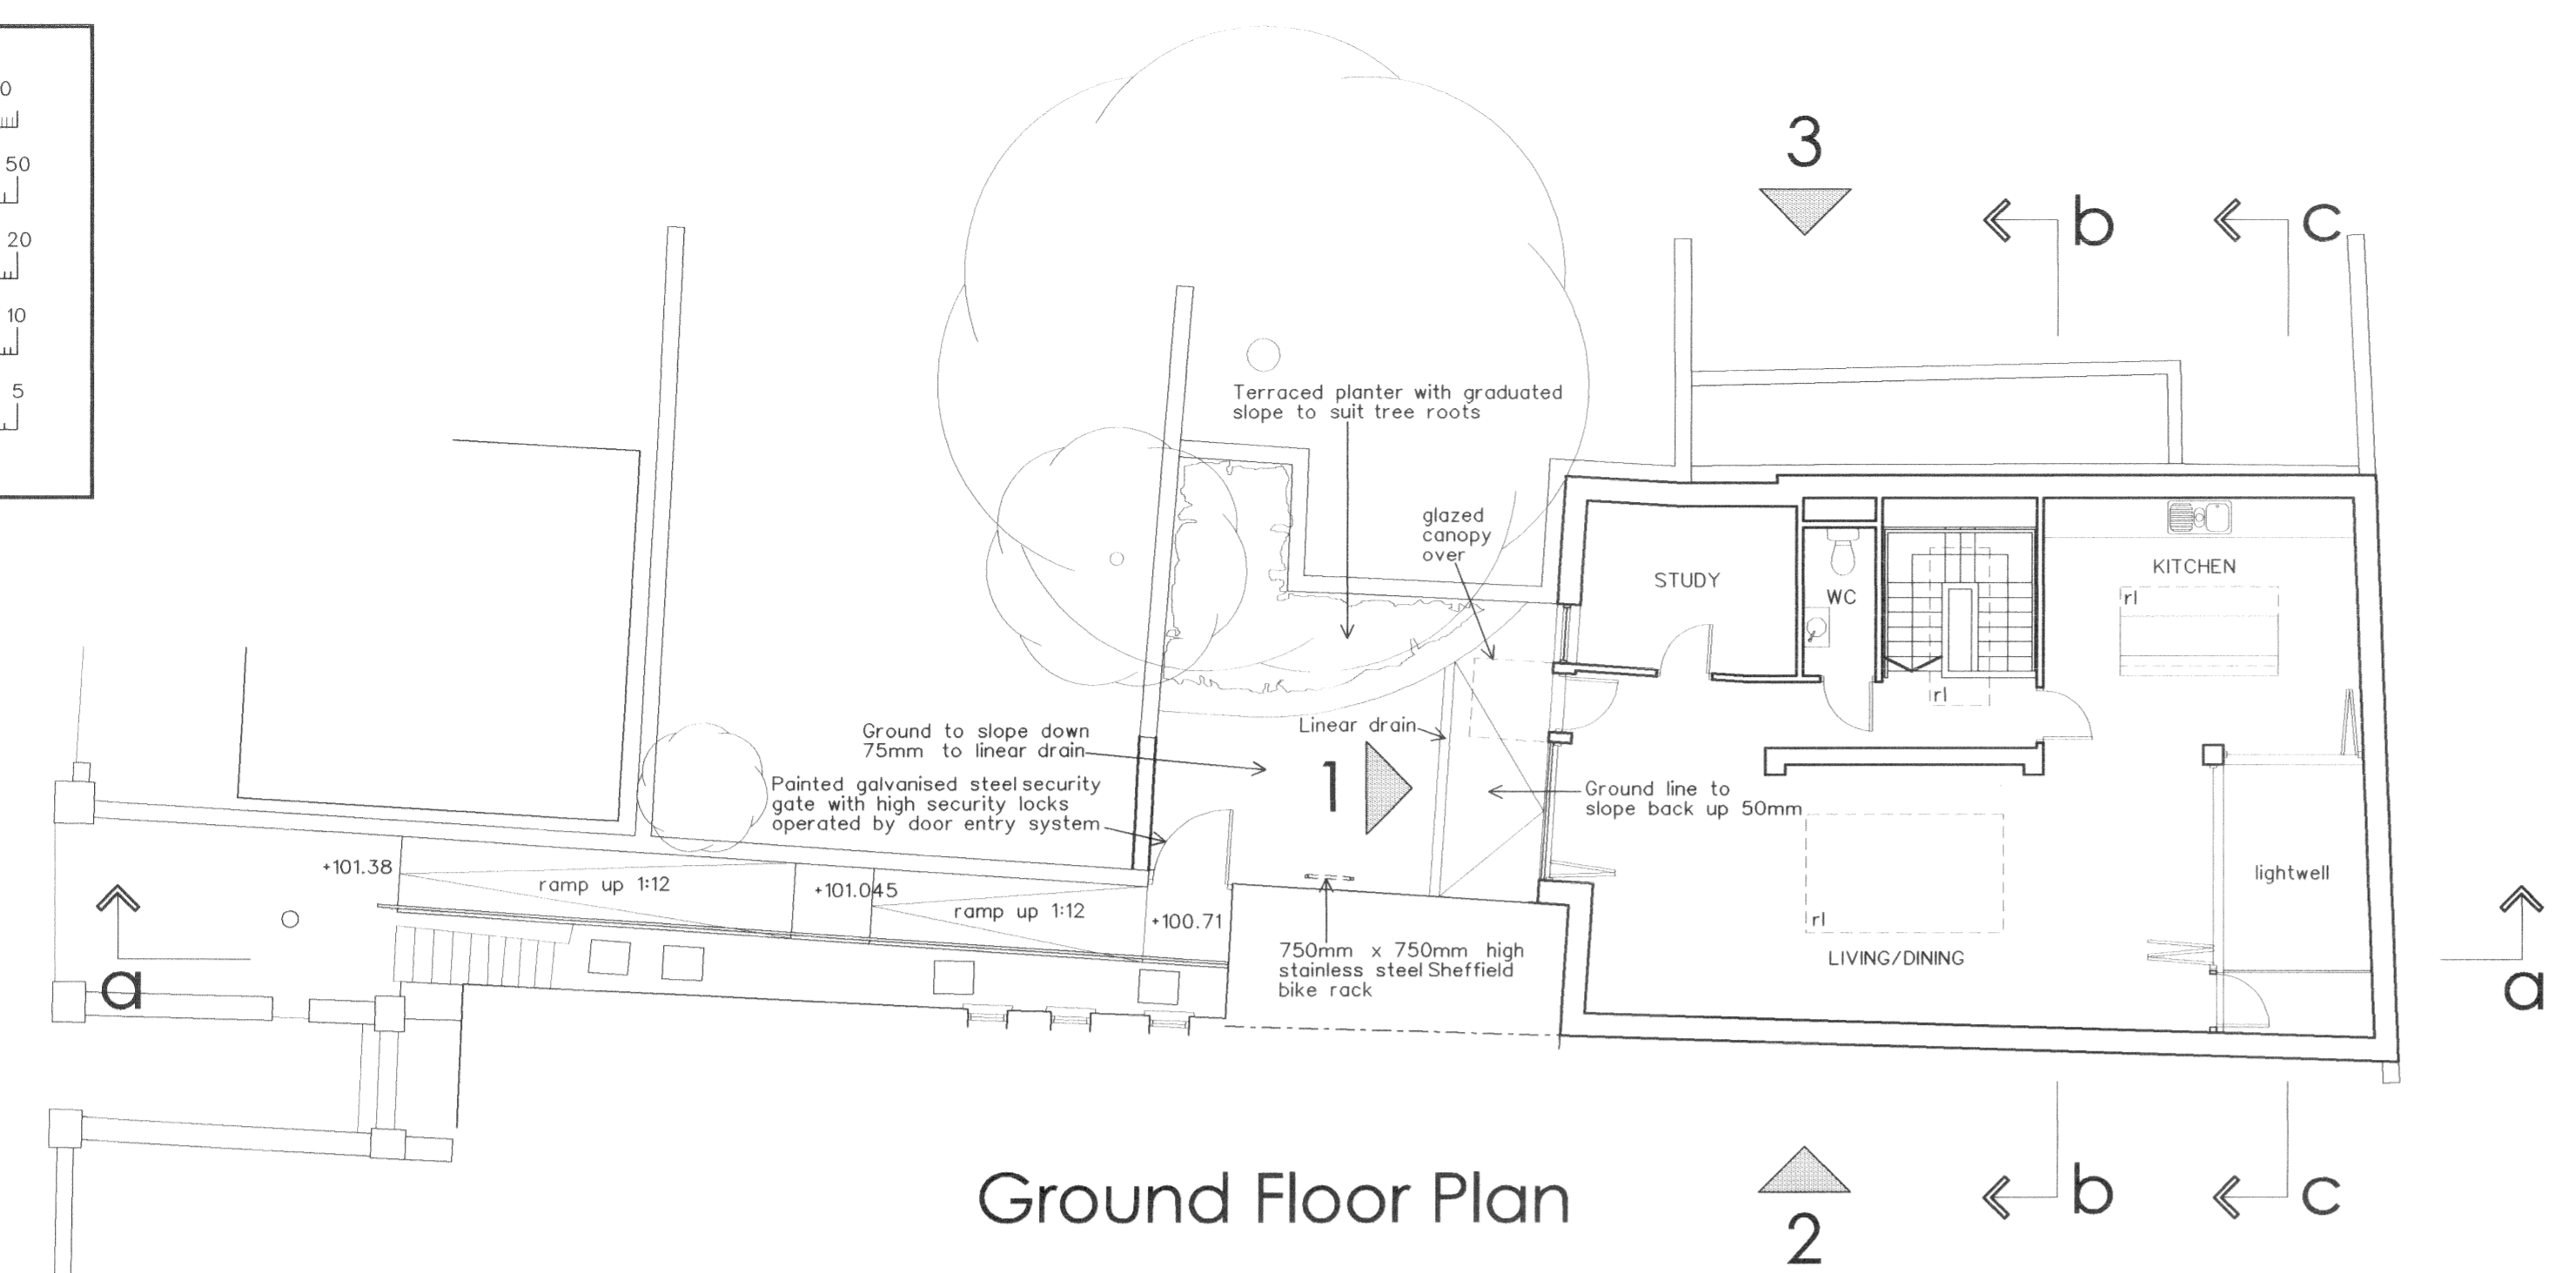 0
50
20
10
5
3
b
c
Terraced planter with graduated
slope to suit tree roots
glazed
canopy
over
STUDY
WC
KITCHEN
rl
rl
Linear drain
Ground to slope down
75mm to linear drain
Painted galvanised steel security
gate with high security locks
operated by door entry system
1
Ground line to
slope back up 50mm
+101.38
ramp up 1:12
+101.045
ramp up 1:12
+100.71
rl
LIVING/DINING
lightwell
750mm x 750mm high
stainless steel Sheffield
bike rack
a
a
Ground Floor Plan
2
b
c